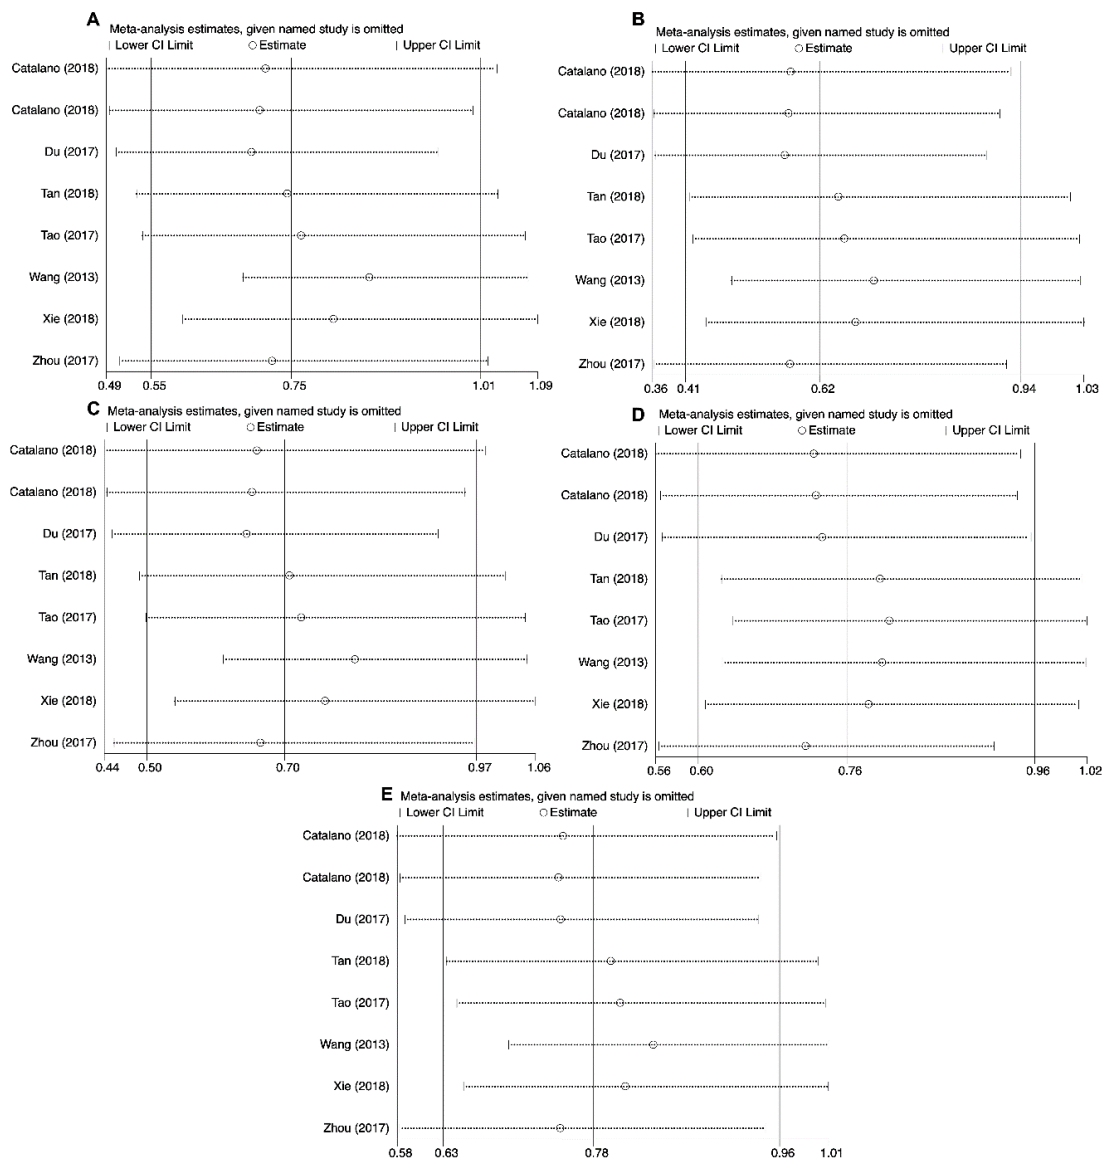 A
Meta-analysis estimates, given named study is omitted
| Lower CI Limit ○ Estimate | Upper CI Limit
Catalano (2018)
Catalano (2018)
Du (2017)
Tan (2018)
Tao (2017)
Wang (2013)
Xie (2018)
Zhou (2017)
0.49 0.55 0.75 1.01 1.09
B
Meta-analysis estimates, given named study is omitted
| Lower CI Limit ○ Estimate | Upper CI Limit
Catalano (2018)
Catalano (2018)
Du (2017)
Tan (2018)
Tao (2017)
Wang (2013)
Xie (2018)
Zhou (2017)
0.36 0.41 0.62 0.94 1.03
C
Meta-analysis estimates, given named study is omitted
| Lower CI Limit ○ Estimate | Upper CI Limit
Catalano (2018)
Catalano (2018)
Du (2017)
Tan (2018)
Tao (2017)
Wang (2013)
Xie (2018)
Zhou (2017)
0.44 0.50 0.70 0.97 1.06
D
Meta-analysis estimates, given named study is omitted
| Lower CI Limit ○ Estimate | Upper CI Limit
Catalano (2018)
Catalano (2018)
Du (2017)
Tan (2018)
Tao (2017)
Wang (2013)
Xie (2018)
Zhou (2017)
0.56 0.60 0.76 0.96 1.02
E
Meta-analysis estimates, given named study is omitted
| Lower CI Limit ○ Estimate | Upper CI Limit
Catalano (2018)
Catalano (2018)
Du (2017)
Tan (2018)
Tao (2017)
Wang (2013)
Xie (2018)
Zhou (2017)
0.58 0.63 0.78 0.96 1.01